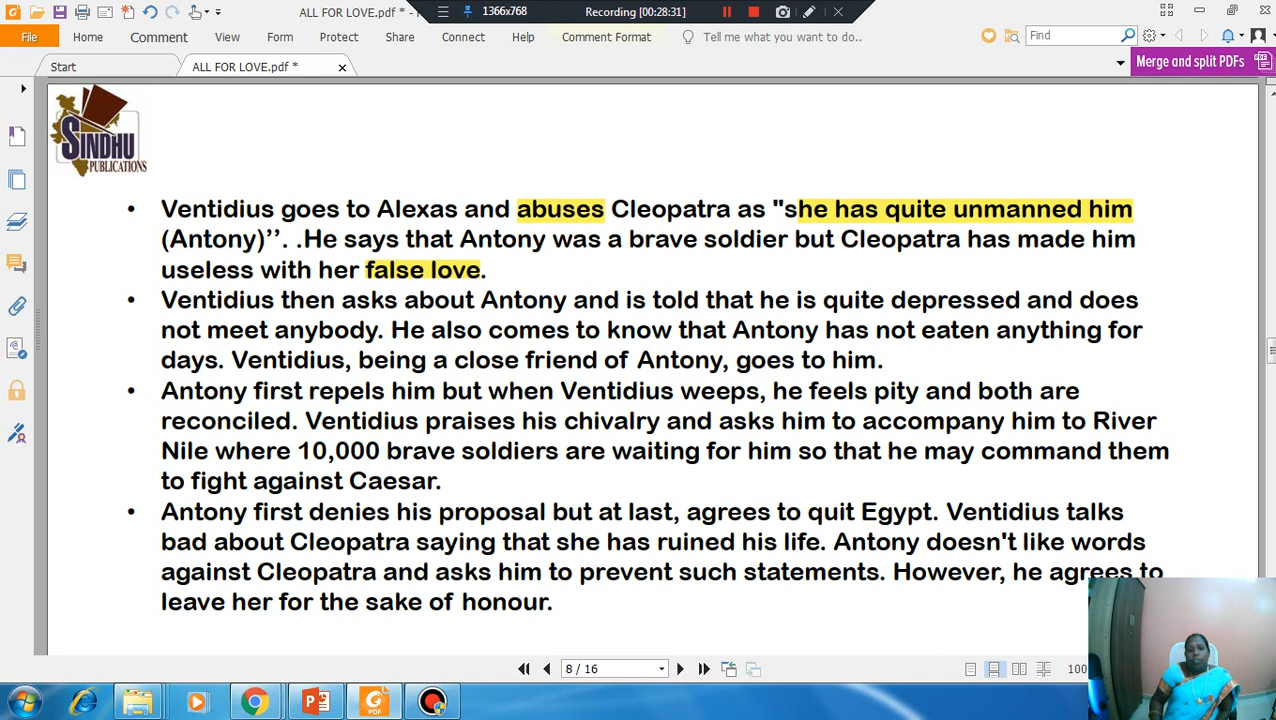 ALL FOR LOVE.pdf * -
1366x768
Recording [00:28:31]
File Home Comment View Form Protect Share Connect Help Comment Format Tell me what you want to do.. Find
Start ALL FOR LOVE.pdf * Merge and split PDFs
SINDHU
PUBLICATIONS
• Ventidius goes to Alexas and abuses Cleopatra as "she has quite unmanned him
(Antony)’’. .He says that Antony was a brave soldier but Cleopatra has made him
useless with her false love.
• Ventidius then asks about Antony and is told that he is quite depressed and does
not meet anybody. He also comes to know that Antony has not eaten anything for
days. Ventidius, being a close friend of Antony, goes to him.
• Antony first repels him but when Ventidius weeps, he feels pity and both are
reconciled. Ventidius praises his chivalry and asks him to accompany him to River
Nile where 10,000 brave soldiers are waiting for him so that he may command them
to fight against Caesar.
• Antony first denies his proposal but at last, agrees to quit Egypt. Ventidius talks
bad about Cleopatra saying that she has ruined his life. Antony doesn't like words
against Cleopatra and asks him to prevent such statements. However, he agrees to
leave her for the sake of honour.
8 / 16
100
PDF